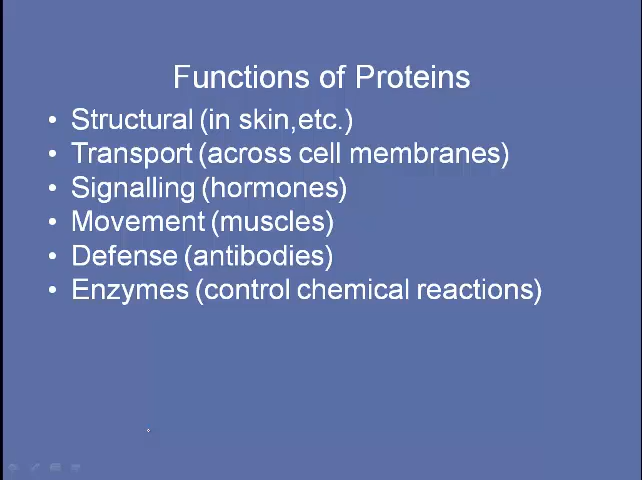 Functions of Proteins
• Structural (in skin,etc.)
• Transport (across cell membranes)
• Signalling (hormones)
• Movement (muscles)
• Defense (antibodies)
• Enzymes (control chemical reactions)